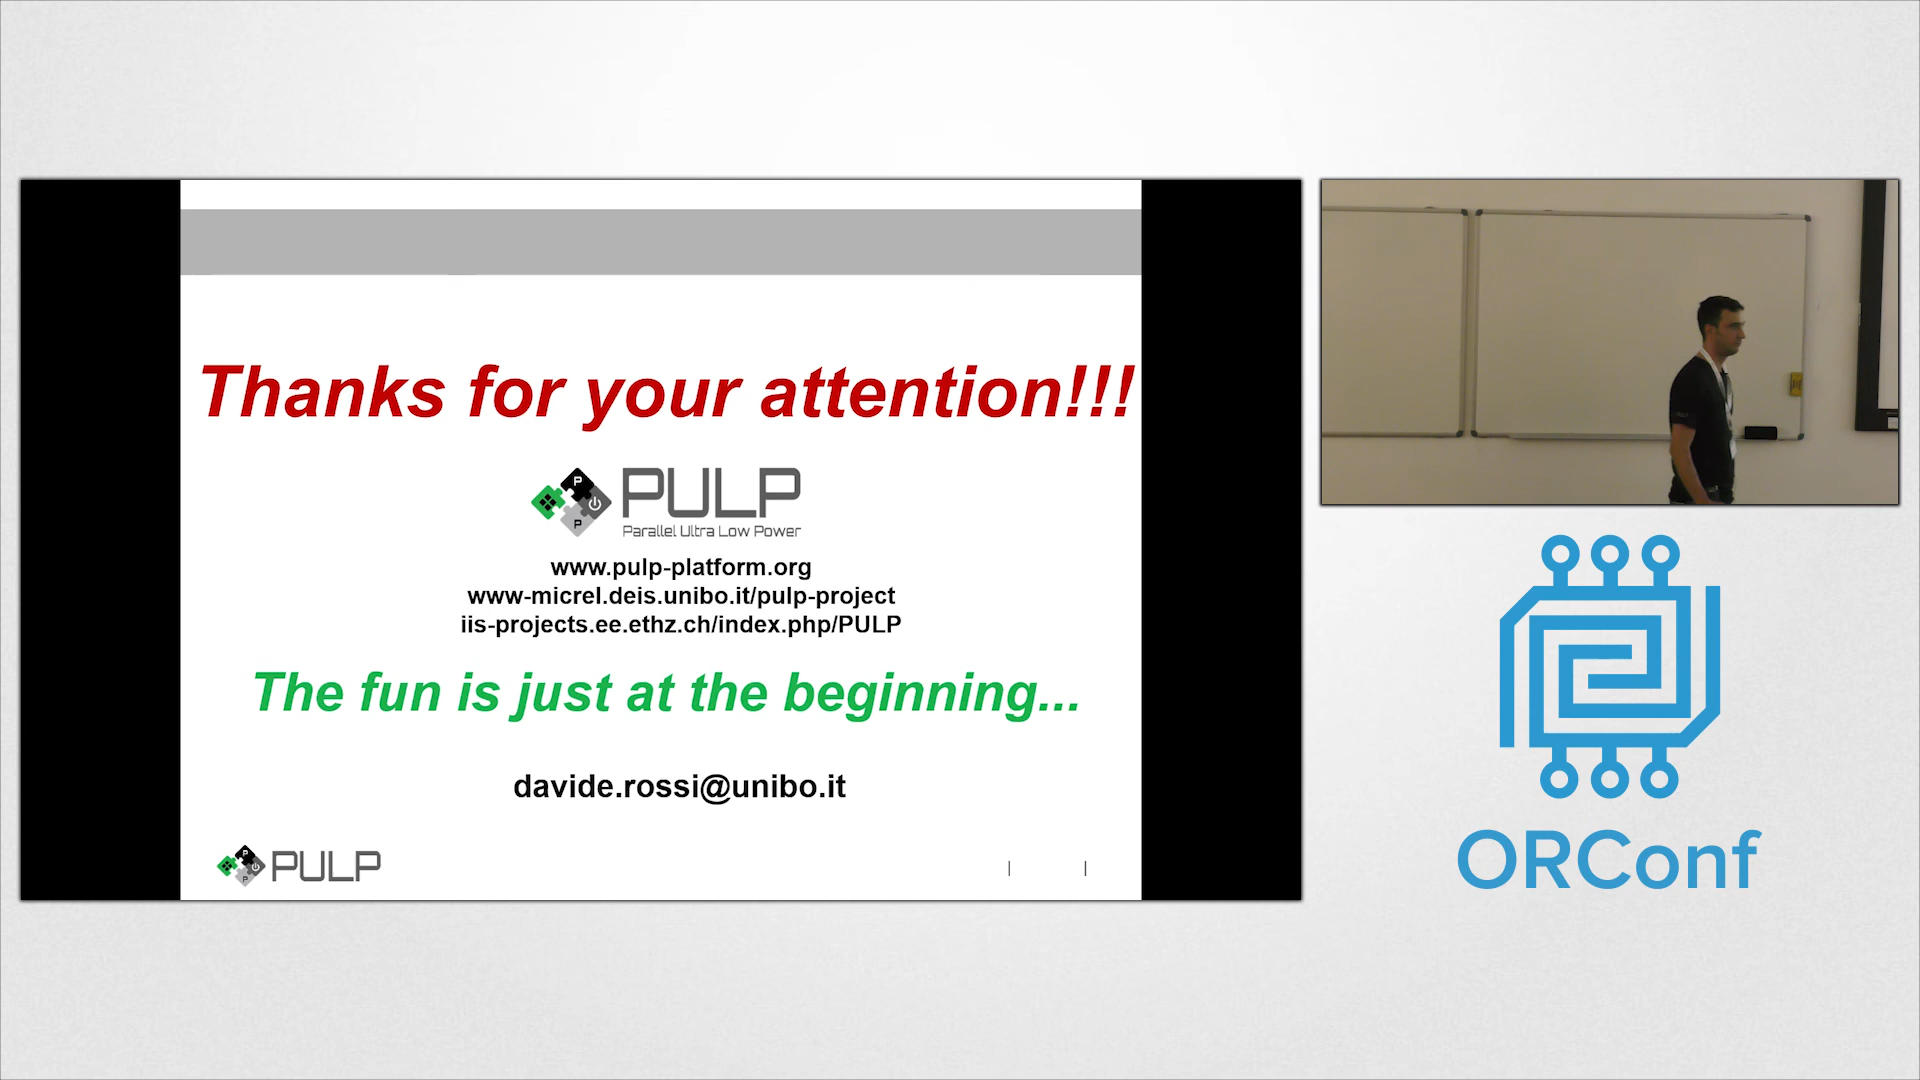 Thanks for your attention!!!
P
P
PULP
Parallel Ultra Low Power
www.pulp-platform.org
www-micrel.deis.unibo.it/pulp-project
iis-projects.ee.ethz.ch/index.php/PULP
The fun is just at the beginning...
davide.rossi@unibo.it
P
P
PULP
ORConf